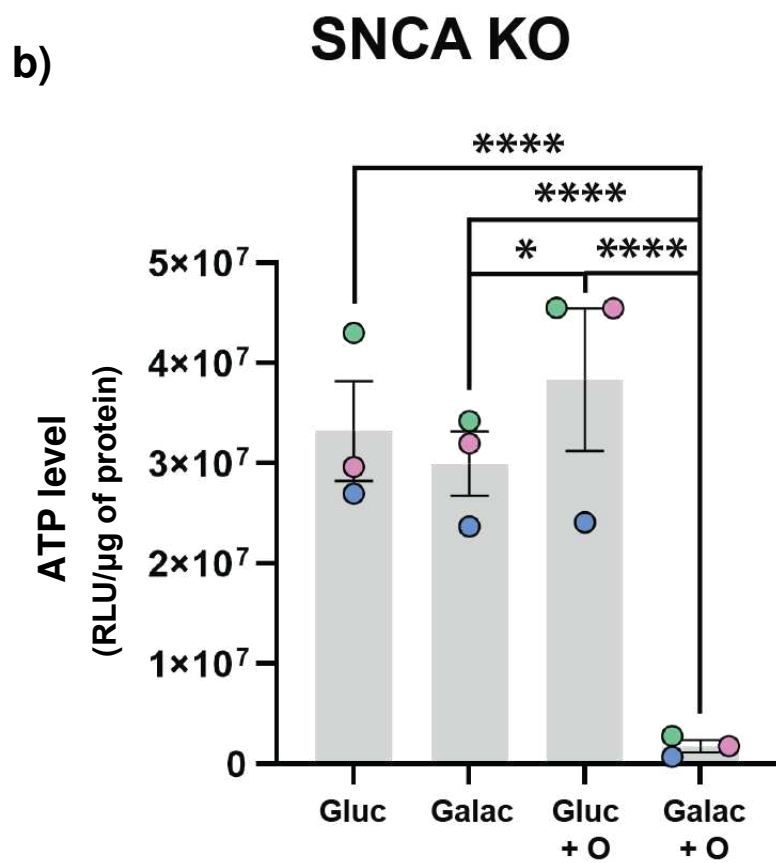 b)
SNCA KO
****
****
* ****
5×10⁷
4×10⁷
3×10⁷
2×10⁷
1×10⁷
0
ATP level
(RLU/µg of protein)
Gluc Galac Gluc + O Galac + O